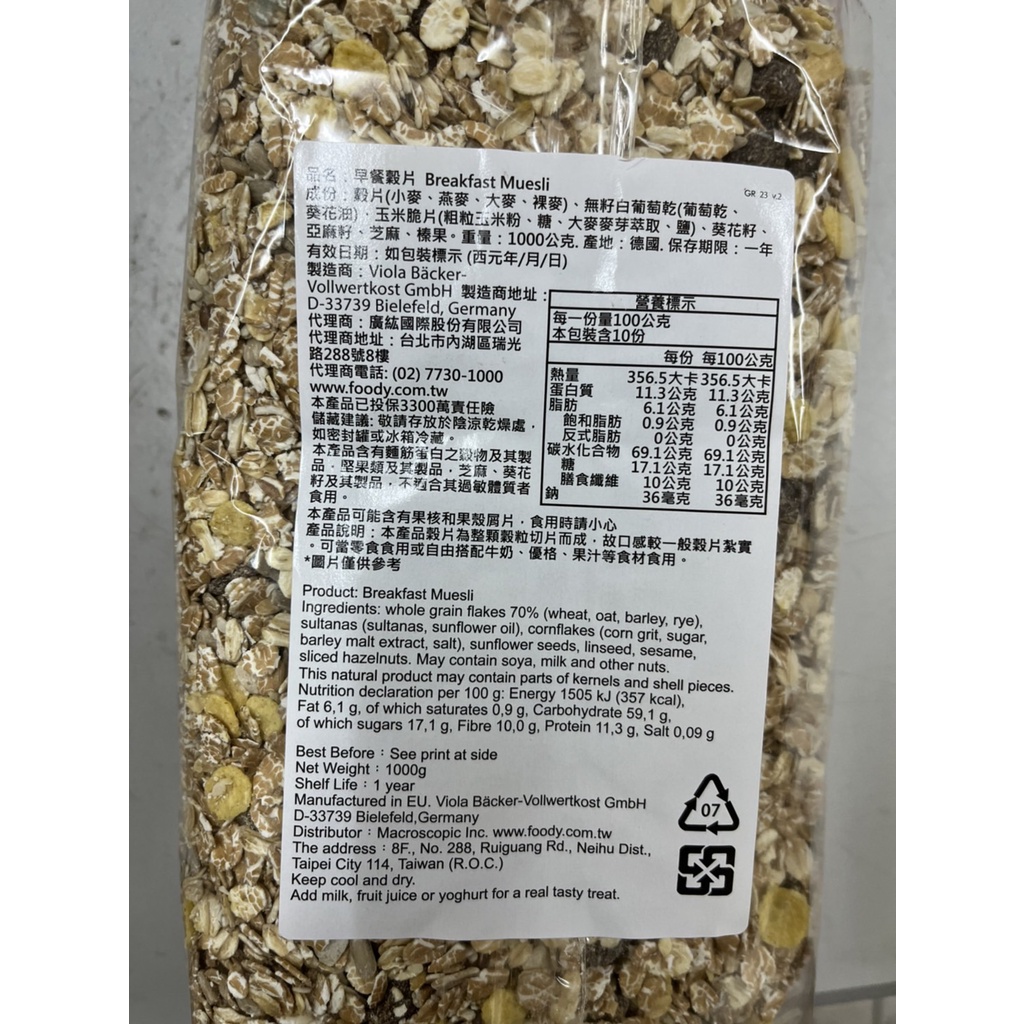 品名：早餐穀片 Breakfast Muesli
GR 23 v.2
成份：穀片(小麥、燕麥、大麥、裸麥)、無籽白葡萄乾(葡萄乾、
葵花油)、玉米脆片(粗粒玉米粉、糖、大麥麥芽萃取、鹽)、葵花籽、
亞麻籽、芝麻、榛果。重量：1000公克. 產地：德國. 保存期限：一年
有效日期：如包裝標示 (西元年/月/日)
製造商：Viola Bäcker-
Vollwertkost GmbH 製造商地址：
D-33739 Bielefeld, Germany
代理商：廣紘國際股份有限公司
代理商地址：台北市內湖區瑞光
路288號8樓
代理商電話: (02) 7730-1000
www.foody.com.tw
本產品已投保3300萬責任險
儲藏建議: 敬請存放於陰涼乾燥處，
如密封罐或冰箱冷藏。
本產品含有麵筋蛋白之穀物及其製
品，堅果類及其製品，芝麻、葵花
籽及其製品，不適合其過敏體質者
食用。
營養標示
每一份量100公克
本包裝含10份
每份 每100公克
熱量 356.5大卡 356.5大卡
蛋白質 11.3公克 11.3公克
脂肪 6.1公克 6.1公克
飽和脂肪 0.9公克 0.9公克
反式脂肪 0公克 0公克
碳水化合物 69.1公克 69.1公克
糖 17.1公克 17.1公克
膳食纖維 10公克 10公克
鈉 36毫克 36毫克
本產品可能含有果核和果殼屑片，食用時請小心
產品說明：本產品穀片為整顆穀粒切片而成，故口感較一般穀片紮實
。可當零食食用或自由搭配牛奶、優格、果汁等食材食用。
*圖片僅供參考
Product: Breakfast Muesli
Ingredients: whole grain flakes 70% (wheat, oat, barley, rye),
sultanas (sultanas, sunflower oil), cornflakes (corn grit, sugar,
barley malt extract, salt), sunflower seeds, linseed, sesame,
sliced hazelnuts. May contain soya, milk and other nuts.
This natural product may contain parts of kernels and shell pieces.
Nutrition declaration per 100 g: Energy 1505 kJ (357 kcal),
Fat 6,1 g, of which saturates 0,9 g, Carbohydrate 59,1 g,
of which sugars 17,1 g, Fibre 10,0 g, Protein 11,3 g, Salt 0,09 g
Best Before：See print at side
Net Weight：1000g
Shelf Life：1 year
Manufactured in EU. Viola Bäcker-Vollwertkost GmbH
D-33739 Bielefeld,Germany
Distributor：Macroscopic Inc. www.foody.com.tw
The address：8F., No. 288, Ruiguang Rd., Neihu Dist.,
Taipei City 114, Taiwan (R.O.C.)
Keep cool and dry.
Add milk, fruit juice or yoghurt for a real tasty treat.
07